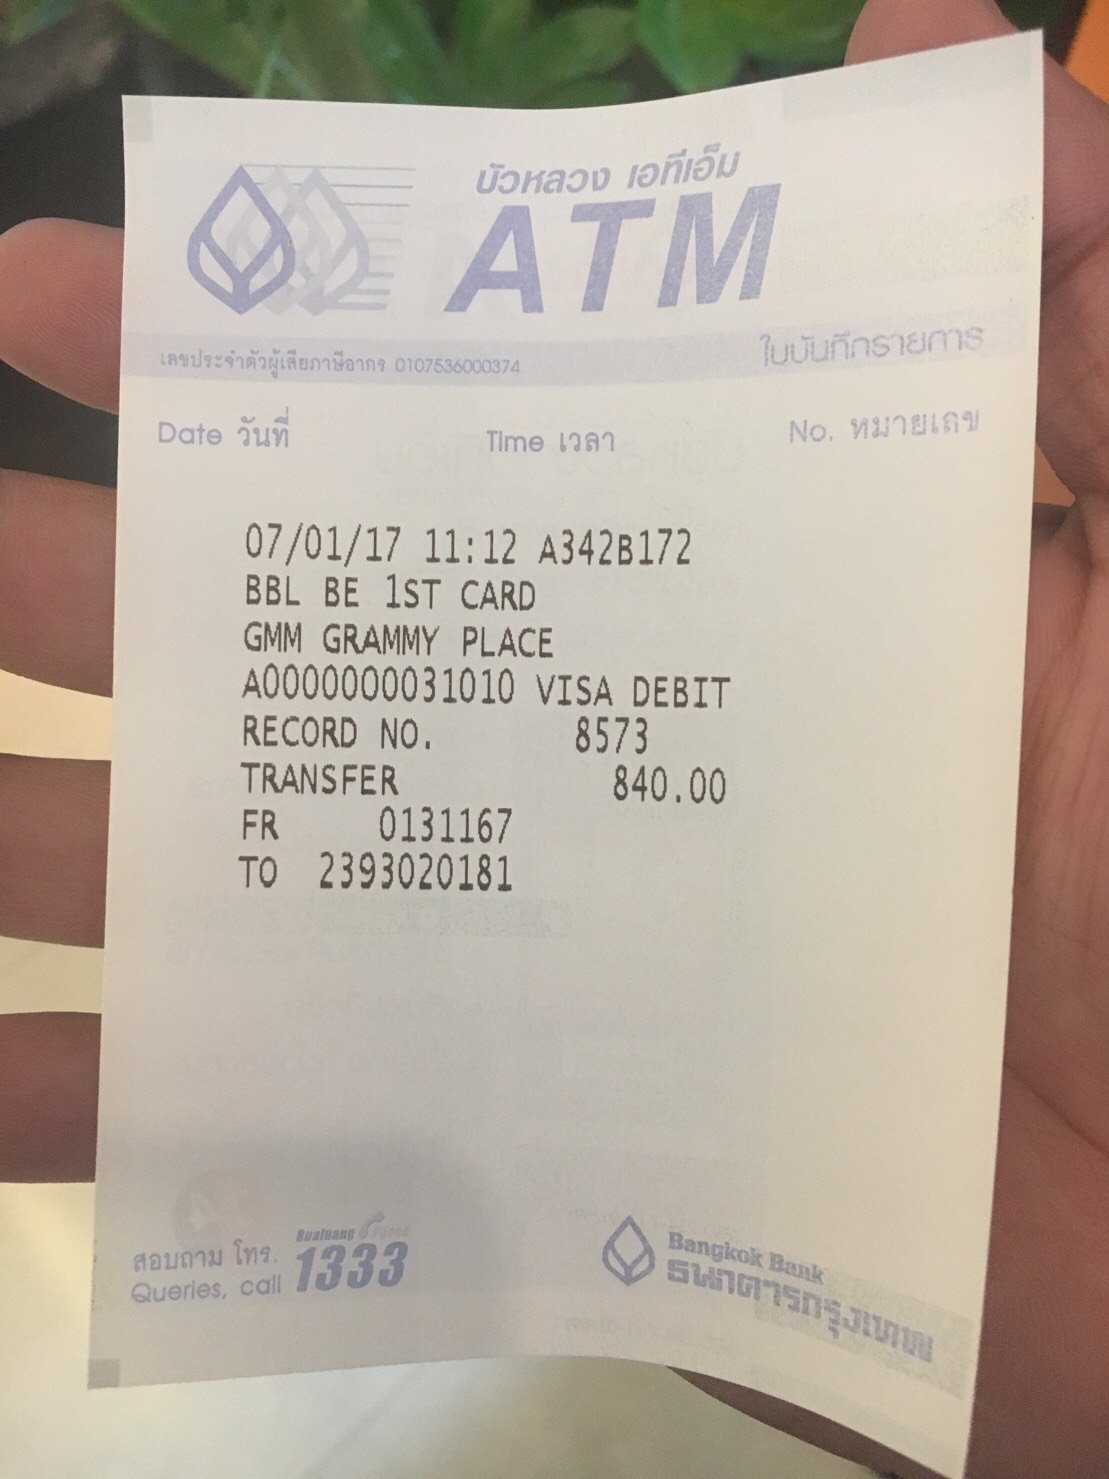 บัวหลวง เอทีเอ็ม
ATM
เลขประจำตัวผู้เสียภาษีอากร 0107536000374
ใบบันทึกรายการ
Date วันที่ Time เวลา No. หมายเลข
07/01/17 11:12 A342B172
BBL BE 1ST CARD
GMM GRAMMY PLACE
A0000000031010 VISA DEBIT
RECORD NO. 8573
TRANSFER 840.00
FR 0131167
TO 2393020181
สอบถาม โทร.
Queries, call
Bualuang Phone
1333
Bangkok Bank
ธนาคารกรุงเทพ